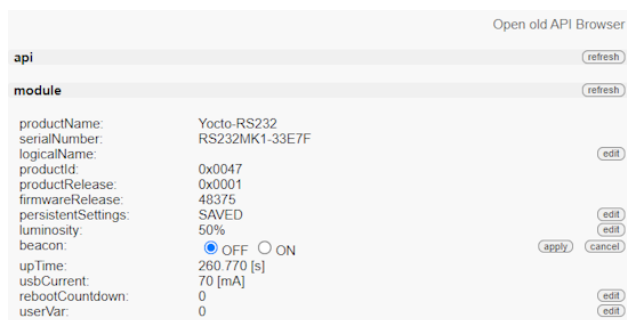 Open old API Browser
api refresh
module refresh
productName: Yocto-RS232
serialNumber: RS232MK1-33E7F
logicalName: edit
productId: 0x0047
productRelease: 0x0001
firmwareRelease: 48375
persistentSettings: SAVED edit
luminosity: 50% edit
beacon: OFF ON apply cancel
upTime: 260.770 [s]
usbCurrent: 70 [mA]
rebootCountdown: 0 edit
userVar: 0 edit